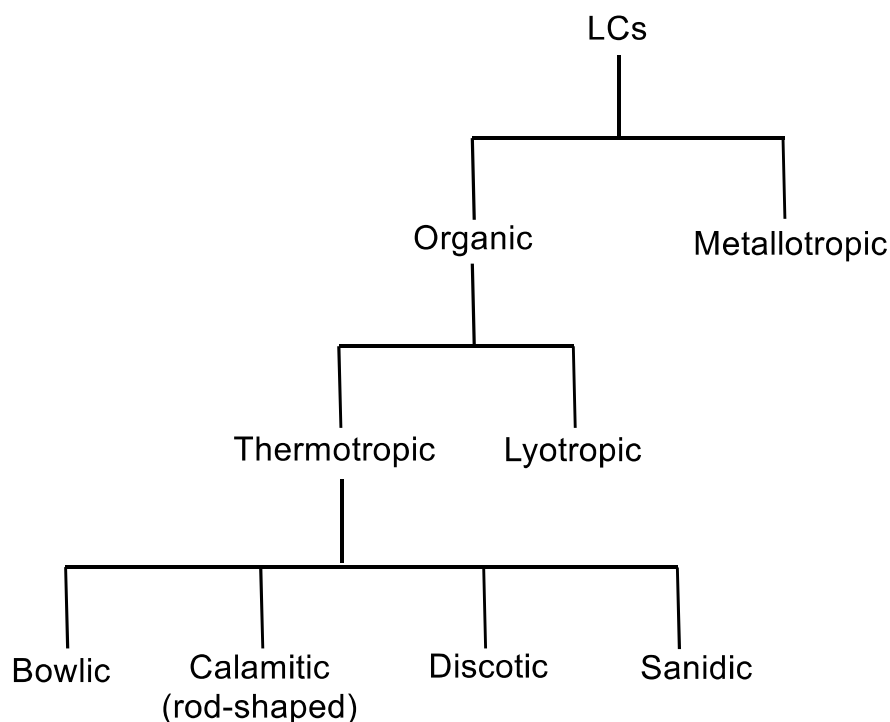 LCs
Organic
Metallotropic
Thermotropic
Lyotropic
Bowlic
Calamitic
(rod-shaped)
Discotic
Sanidic